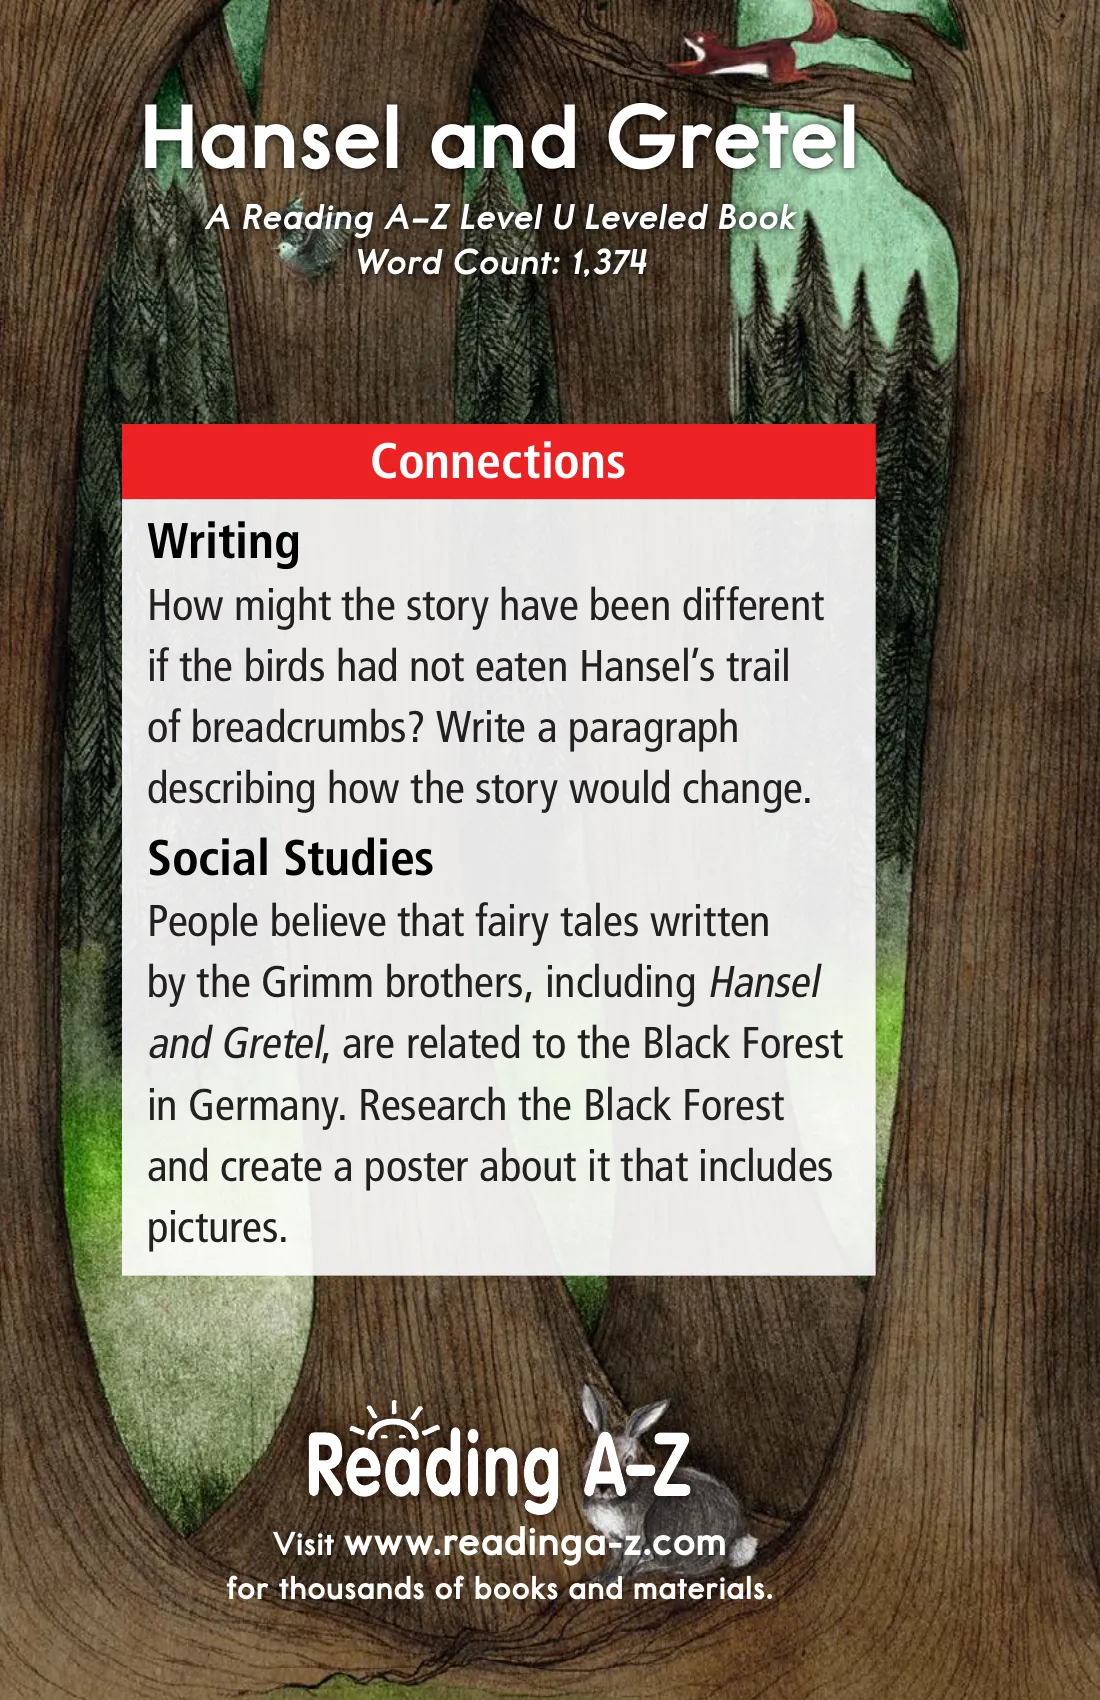 Hansel and Gretel
A Reading A–Z Level U Leveled Book
Word Count: 1,374
Connections
Writing
How might the story have been different
if the birds had not eaten Hansel’s trail
of breadcrumbs? Write a paragraph
describing how the story would change.
Social Studies
People believe that fairy tales written
by the Grimm brothers, including Hansel
and Gretel, are related to the Black Forest
in Germany. Research the Black Forest
and create a poster about it that includes
pictures.
Reading A-Z
Visit www.readinga-z.com
for thousands of books and materials.